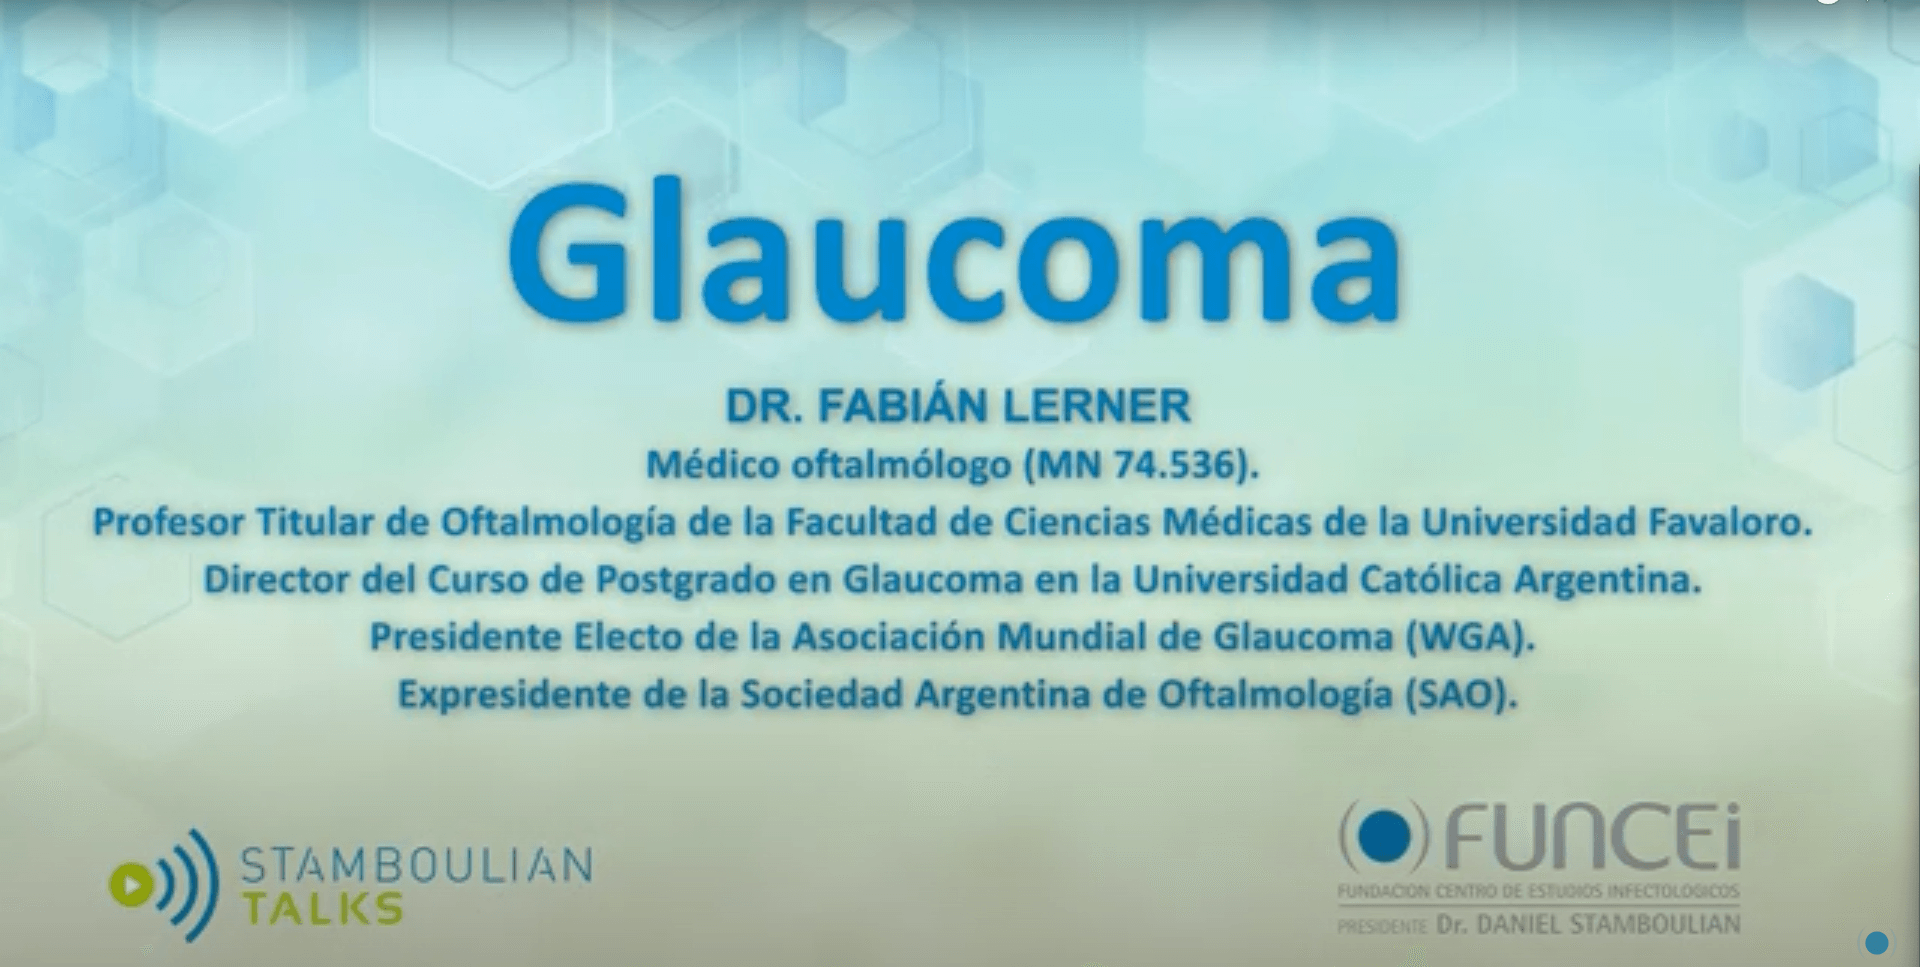 Glaucoma
DR. FABIÁN LERNER
Médico oftalmólogo (MN 74.536).
Profesor Titular de Oftalmología de la Facultad de Ciencias Médicas de la Universidad Favaloro.
Director del Curso de Postgrado en Glaucoma en la Universidad Católica Argentina.
Presidente Electo de la Asociación Mundial de Glaucoma (WGA).
Expresidente de la Sociedad Argentina de Oftalmología (SAO).
STAMBOULIAN
TALKS
FUNCEi
FUNDACION CENTRO DE ESTUDIOS INFECTOLOGICOS
PRESIDENTE Dr. DANIEL STAMBOULIAN